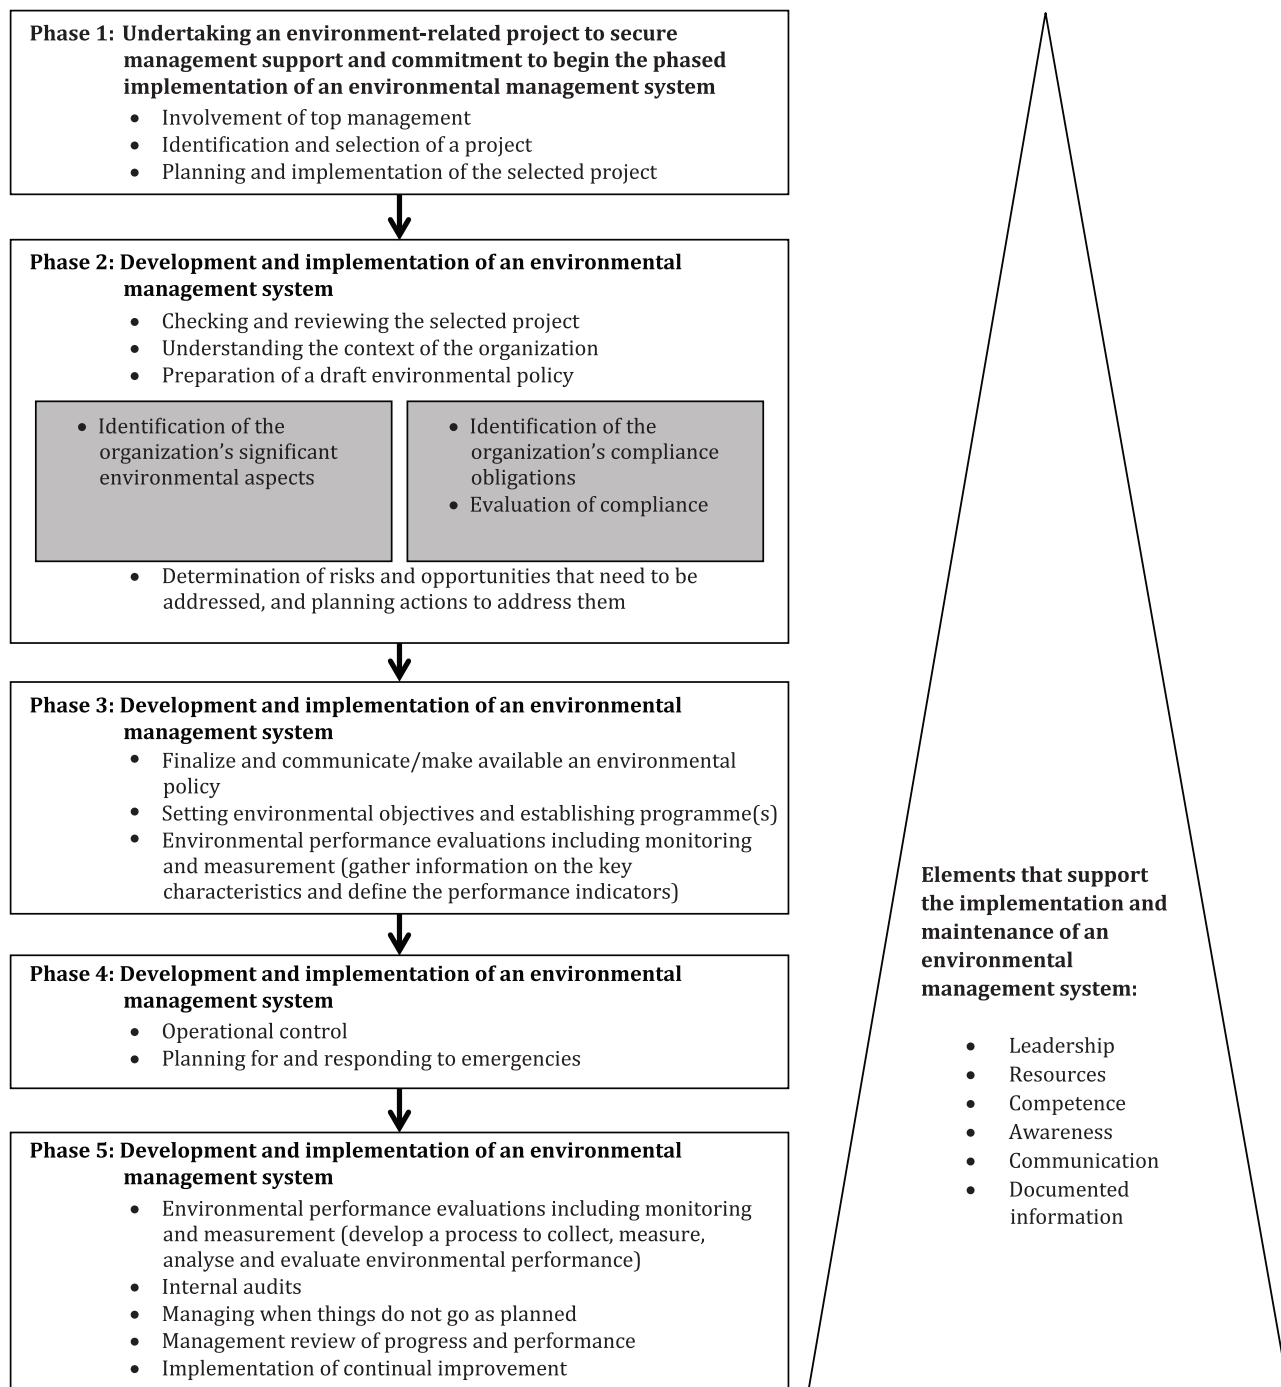 Phase 1: Undertaking an environment-related project to secure
management support and commitment to begin the phased
implementation of an environmental management system
• Involvement of top management
• Identification and selection of a project
• Planning and implementation of the selected project
Phase 2: Development and implementation of an environmental
management system
• Checking and reviewing the selected project
• Understanding the context of the organization
• Preparation of a draft environmental policy
• Identification of the
organization’s significant
environmental aspects
• Identification of the
organization’s compliance
obligations
• Evaluation of compliance
• Determination of risks and opportunities that need to be
addressed, and planning actions to address them
Phase 3: Development and implementation of an environmental
management system
• Finalize and communicate/make available an environmental
policy
• Setting environmental objectives and establishing programme(s)
• Environmental performance evaluations including monitoring
and measurement (gather information on the key
characteristics and define the performance indicators)
Phase 4: Development and implementation of an environmental
management system
• Operational control
• Planning for and responding to emergencies
Phase 5: Development and implementation of an environmental
management system
• Environmental performance evaluations including monitoring
and measurement (develop a process to collect, measure,
analyse and evaluate environmental performance)
• Internal audits
• Managing when things do not go as planned
• Management review of progress and performance
• Implementation of continual improvement
Elements that support
the implementation and
maintenance of an
environmental
management system:
• Leadership
• Resources
• Competence
• Awareness
• Communication
• Documented
information